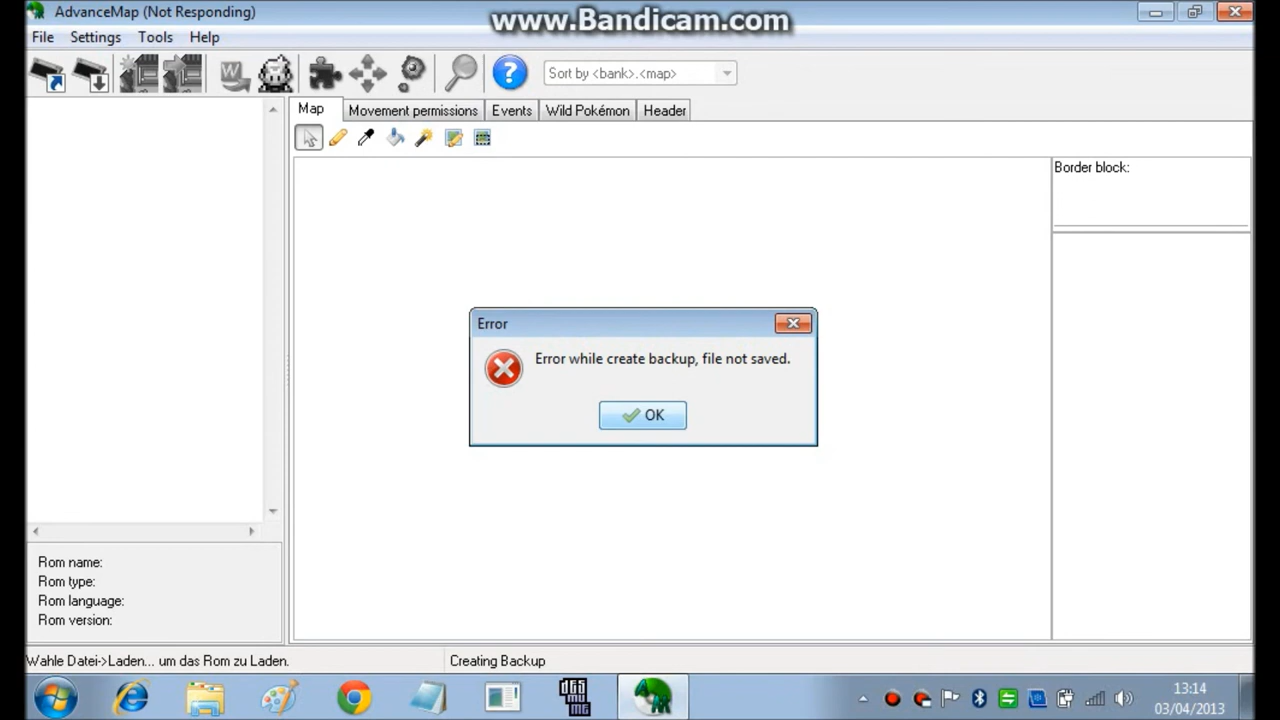 AdvanceMap (Not Responding)
www.Bandicam.com
File Settings Tools Help
W
?
Sort by <bank>.<map>
Map Movement permissions Events Wild Pokémon Header
Border block:
Error
Error while create backup, file not saved.
OK
Rom name:
Rom type:
Rom language:
Rom version:
Wahle Datei->Laden... um das Rom zu Laden.
Creating Backup
13:14
03/04/2013